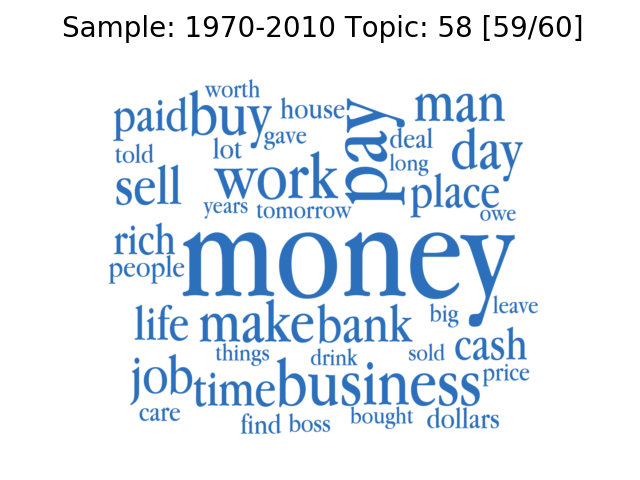 Sample: 1970-2010 Topic: 58 [59/60]
worth
paid buy house pay man
gave deal day
told lot long
sell work place
years tomorrow owe
rich money
people
life make bank big leave
things drink sold cash
job time business price
care find boss bought dollars